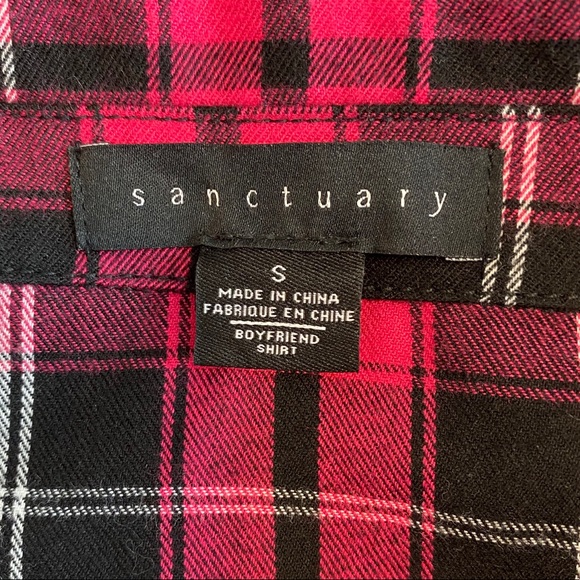 sanctuary
S
MADE IN CHINA
FABRIQUE EN CHINE
BOYFRIEND
SHIRT